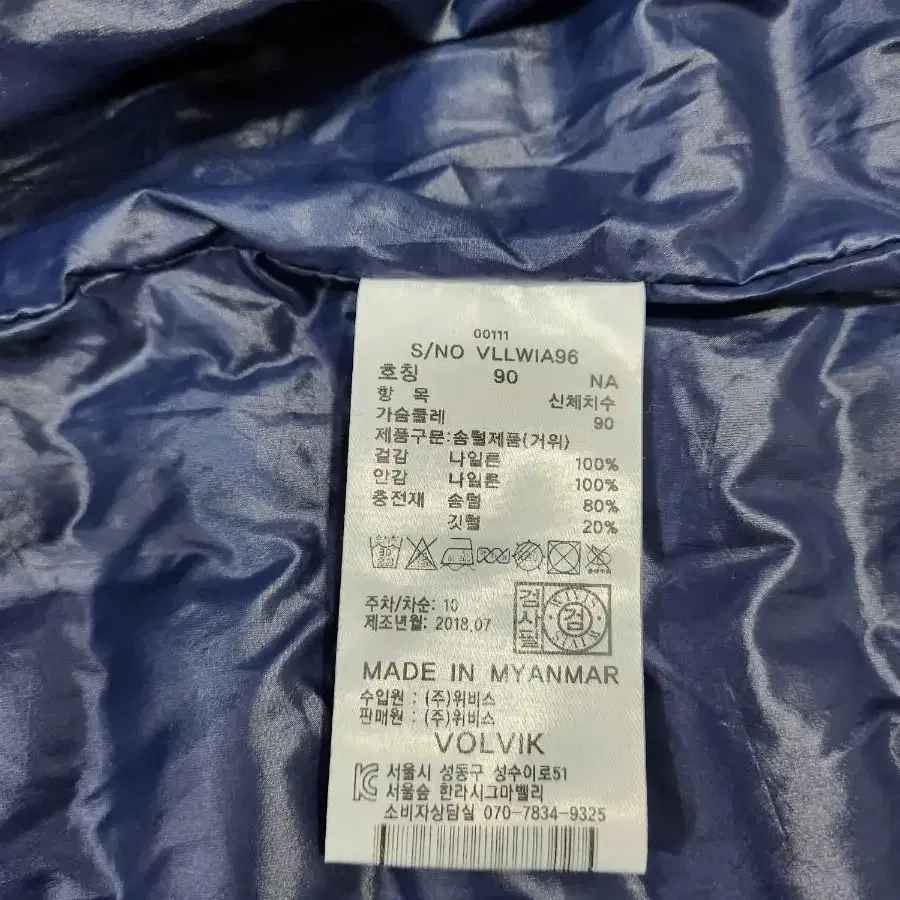 00111
S/NO VLLWIA96
호칭 90 NA
항 목 신체치수
가슴둘레 90
제품구분:솜털제품(거위)
겉감 나일론 100%
안감 나일론 100%
충전재 솜털 80%
깃털 20%
주차/차순: 10
제조년월: 2018.07
검사필 검
WIVIS WIVIS
MADE IN MYANMAR
수입원 : (주)위비스
판매원 : (주)위비스
VOLVIK
서울시 성동구 성수이로51
서울숲 한라시그마밸리
소비자상담실 070-7834-9325